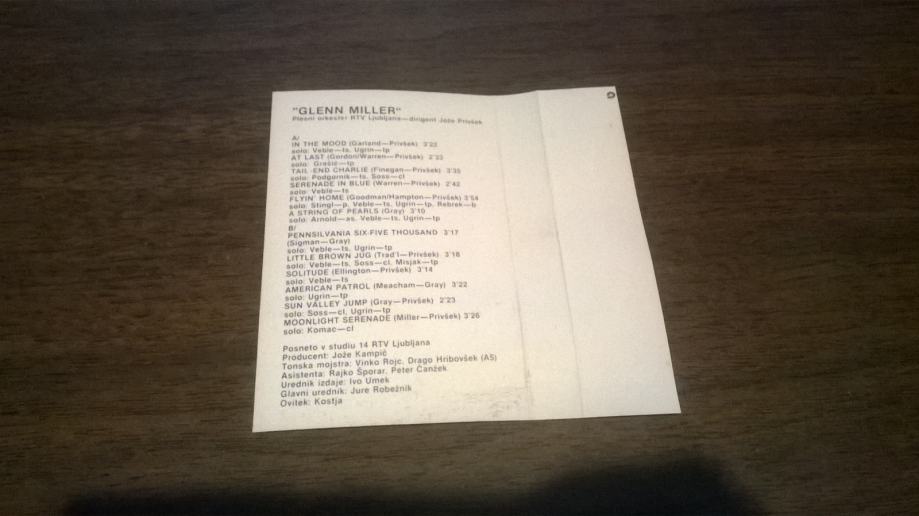 "GLENN MILLER"
Plesni orkester RTV Ljubljana—dirigent Jože Privšek
A/
IN THE MOOD (Garland—Privšek) 3'22
solo: Veble—ts, Ugrin—tp
AT LAST (Gordon/Warren—Privšek) 2'33
solo: Grašić—tp
TAIL END CHARLIE (Finegan—Privšek) 3'35
solo: Podgornik—ts, Soss—cl
SERENADE IN BLUE (Warren—Privšek) 2'42
solo: Veble—ts
FLYIN' HOME (Goodman/Hampton—Privšek) 3'54
solo: Stingl—p, Veble—ts, Ugrin—tp, Rebrek—b
A STRING OF PEARLS (Gray) 3'10
solo: Arnold—as, Veble—ts, Ugrin—tp
B/
PENNSILVANIA SIX-FIVE THOUSAND 3'17
(Sigman—Gray)
solo: Veble—ts, Ugrin—tp
LITTLE BROWN JUG (Trad'l—Privšek) 3'18
solo: Veble—ts, Soss—cl, Misjak—tp
SOLITUDE (Ellington—Privšek) 3'14
solo: Veble—ts
AMERICAN PATROL (Meacham—Gray) 3'22
solo: Ugrin—tp
SUN VALLEY JUMP (Gray—Privšek) 2'23
solo: Soss—cl, Ugrin—tp
MOONLIGHT SERENADE (Miller—Privšek) 3'26
solo: Komac—cl
Posneto v studiu 14 RTV Ljubljana
Producent: Jože Kampič
Tonska mojstra: Vinko Rojc, Drago Hribovšek (AS)
Asistenta: Rajko Šporar, Peter Čanžek
Urednik izdaje: Ivo Umek
Glavni urednik: Jure Robežnik
Ovitek: Kostja